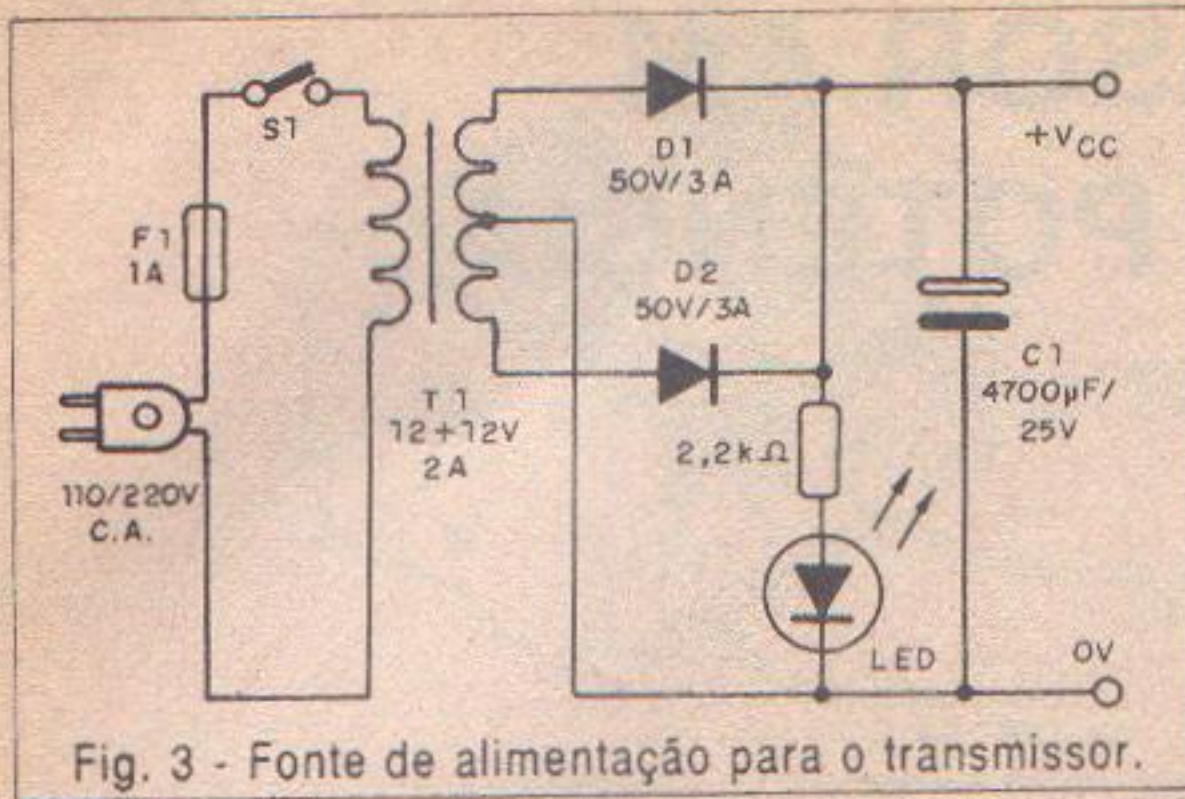 S1
F1
1A
110/220V
C.A.
T1
12+12V
2A
D1
50V/3A
D2
50V/3A
2,2kΩ
LED
+VCC
C1
4700µF/
25V
0V
Fig. 3 - Fonte de alimentação para o transmissor.